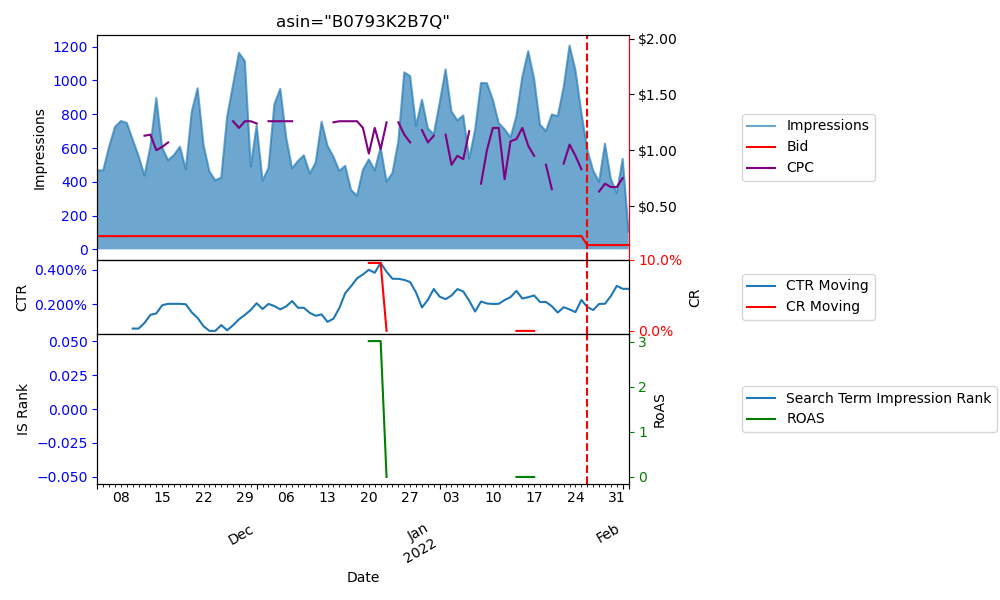 asin="B0793K2B7Q"
1200
1000
800
600
400
200
0
Impressions
$2.00
$1.50
$1.00
$0.50
Impressions
Bid
CPC
0.400%
0.200%
CTR
10.0%
0.0%
CR
CTR Moving
CR Moving
0.050
0.025
0.000
−0.025
−0.050
IS Rank
3
2
1
0
RoAS
Search Term Impression Rank
ROAS
08 15 22 29 06 13 20 27 03 10 17 24 31
Dec Jan Feb
2022
Date